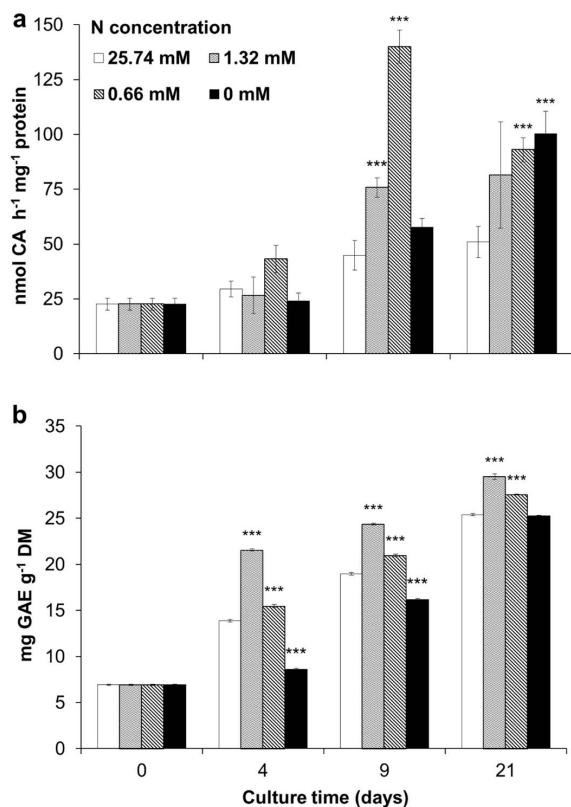 a
N concentration
25.74 mM 1.32 mM
0.66 mM 0 mM
150
125
100
75
50
25
0
nmol CA h⁻¹ mg⁻¹ protein
*** *** *** ***
b
35
30
25
20
15
10
5
0
mg GAE g⁻¹ DM
*** *** ***
*** *** ***
*** ***
0 4 9 21
Culture time (days)